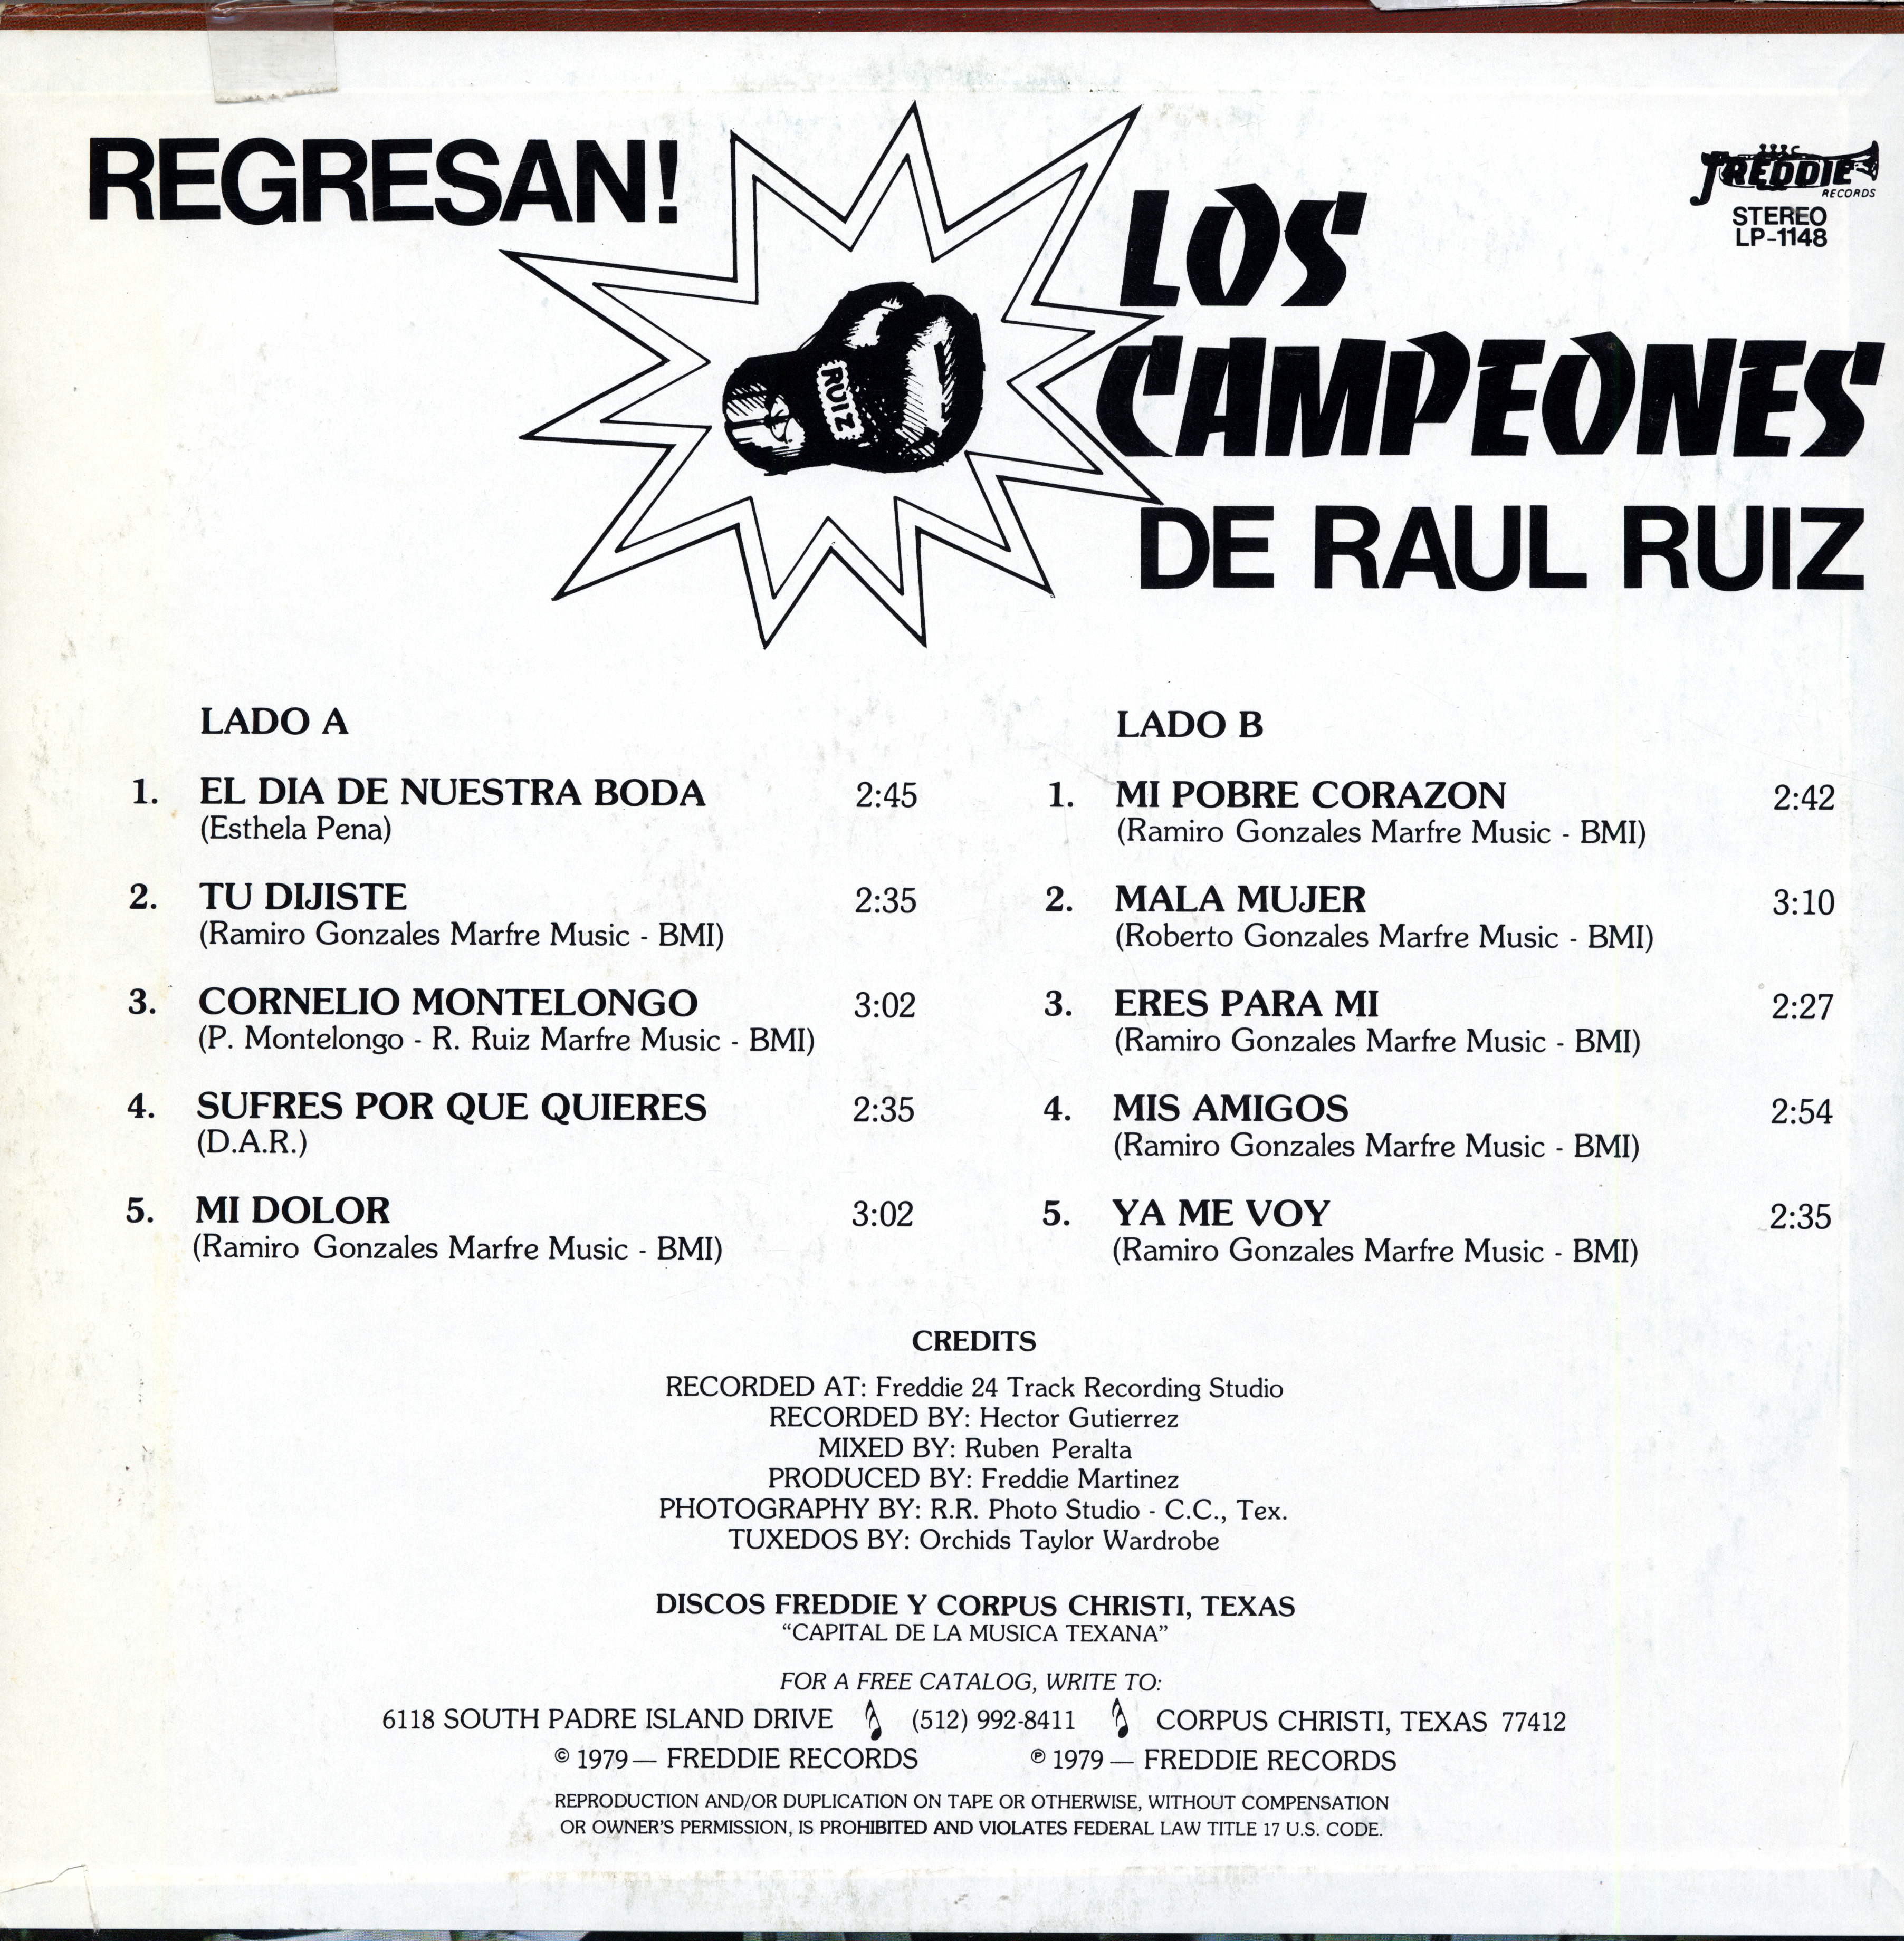 REGRESAN!
LOS
CAMPEONES
DE RAUL RUIZ
FREDDIE
RECORDS
STEREO
LP-1148
RUIZ
LADO A
1. EL DIA DE NUESTRA BODA 2:45
(Esthela Pena)
2. TU DIJISTE 2:35
(Ramiro Gonzales Marfre Music - BMI)
3. CORNELIO MONTELONGO 3:02
(P. Montelongo - R. Ruiz Marfre Music - BMI)
4. SUFRES POR QUE QUIERES 2:35
(D.A.R.)
5. MI DOLOR 3:02
(Ramiro Gonzales Marfre Music - BMI)
LADO B
1. MI POBRE CORAZON 2:42
(Ramiro Gonzales Marfre Music - BMI)
2. MALA MUJER 3:10
(Roberto Gonzales Marfre Music - BMI)
3. ERES PARA MI 2:27
(Ramiro Gonzales Marfre Music - BMI)
4. MIS AMIGOS 2:54
(Ramiro Gonzales Marfre Music - BMI)
5. YA ME VOY 2:35
(Ramiro Gonzales Marfre Music - BMI)
CREDITS
RECORDED AT: Freddie 24 Track Recording Studio
RECORDED BY: Hector Gutierrez
MIXED BY: Ruben Peralta
PRODUCED BY: Freddie Martinez
PHOTOGRAPHY BY: R.R. Photo Studio - C.C., Tex.
TUXEDOS BY: Orchids Taylor Wardrobe
DISCOS FREDDIE Y CORPUS CHRISTI, TEXAS
“CAPITAL DE LA MUSICA TEXANA”
FOR A FREE CATALOG, WRITE TO:
6118 SOUTH PADRE ISLAND DRIVE (512) 992-8411 CORPUS CHRISTI, TEXAS 77412
© 1979 — FREDDIE RECORDS ℗ 1979 — FREDDIE RECORDS
REPRODUCTION AND/OR DUPLICATION ON TAPE OR OTHERWISE, WITHOUT COMPENSATION
OR OWNER'S PERMISSION, IS PROHIBITED AND VIOLATES FEDERAL LAW TITLE 17 U.S. CODE.